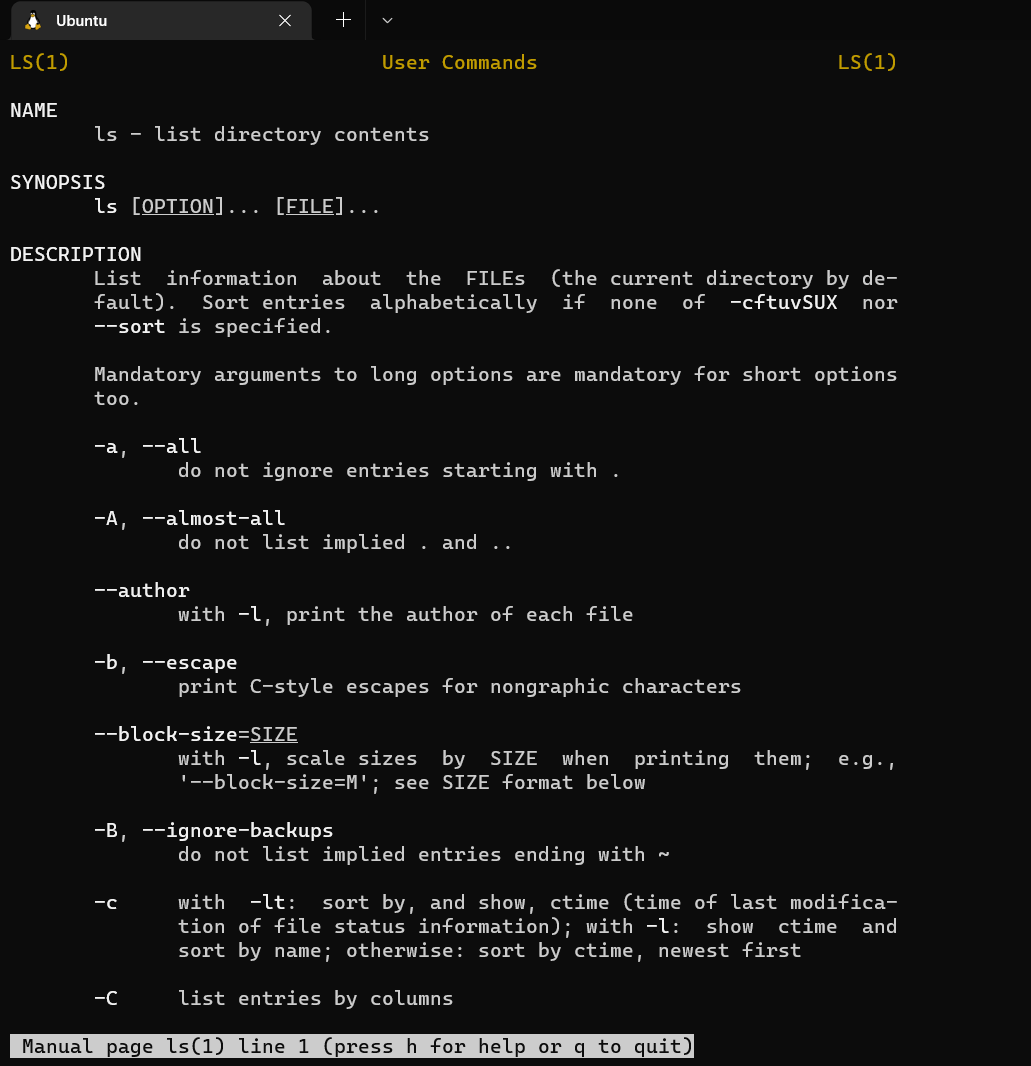 Ubuntu
LS(1)                          User Commands                         LS(1)
NAME
       ls - list directory contents
SYNOPSIS
       ls [OPTION]... [FILE]...
DESCRIPTION
       List  information  about  the  FILEs  (the current directory by de-
       fault).  Sort entries  alphabetically  if  none  of  -cftuvSUX  nor
       --sort is specified.
       Mandatory arguments to long options are mandatory for short options
       too.
       -a, --all
              do not ignore entries starting with .
       -A, --almost-all
              do not list implied . and ..
       --author
              with -l, print the author of each file
       -b, --escape
              print C-style escapes for nongraphic characters
       --block-size=SIZE
              with -l, scale sizes  by  SIZE  when  printing  them;  e.g.,
              '--block-size=M'; see SIZE format below
       -B, --ignore-backups
              do not list implied entries ending with ~
       -c     with  -lt:  sort by, and show, ctime (time of last modifica-
              tion of file status information); with -l:  show  ctime  and
              sort by name; otherwise: sort by ctime, newest first
       -C     list entries by columns
 Manual page ls(1) line 1 (press h for help or q to quit)